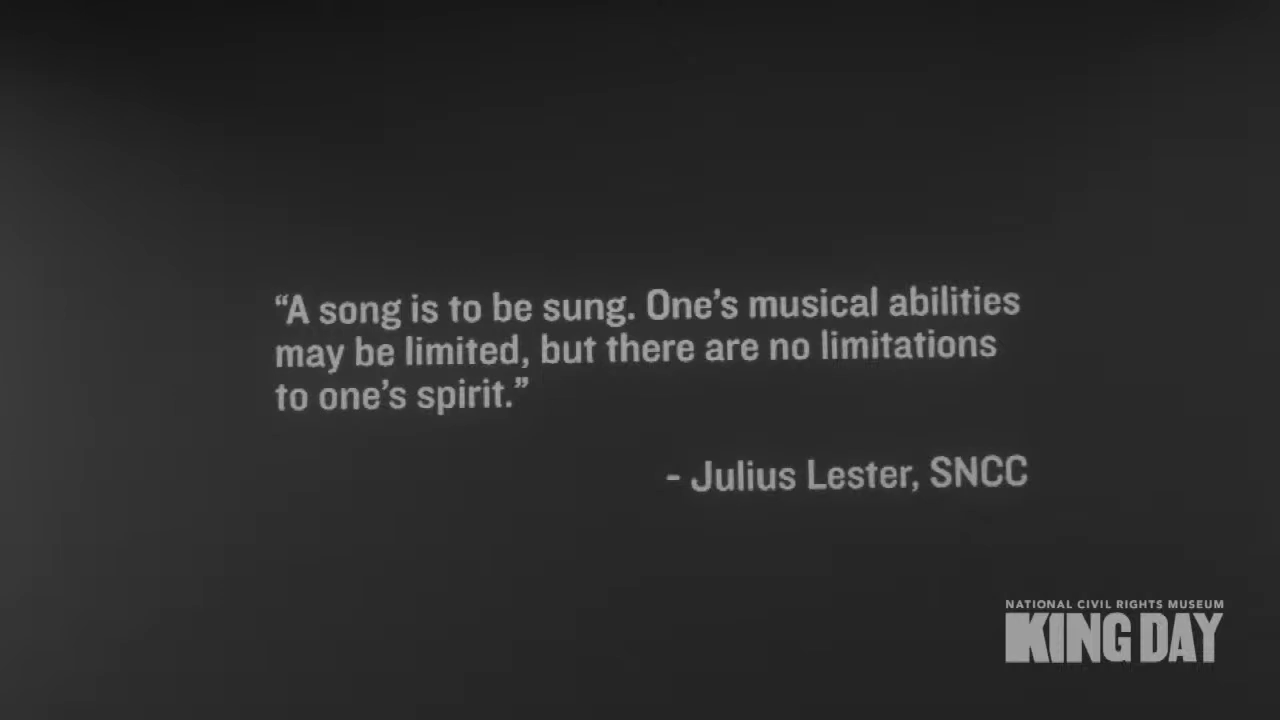 “A song is to be sung. One’s musical abilities
may be limited, but there are no limitations
to one’s spirit.”
- Julius Lester, SNCC
NATIONAL CIVIL RIGHTS MUSEUM
KING DAY